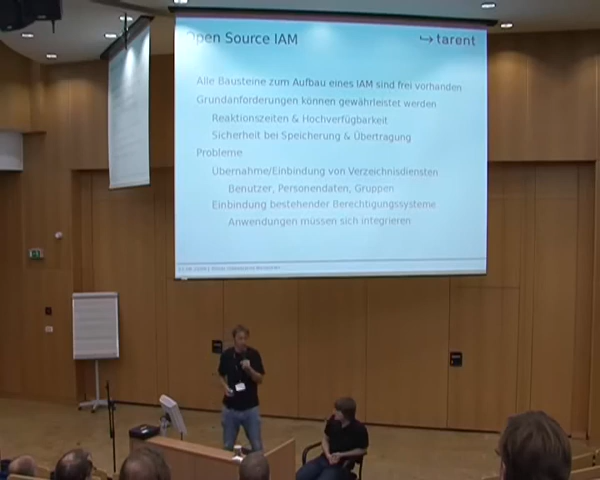 Open Source IAM
tarent
Alle Bausteine zum Aufbau eines IAM sind frei vorhanden
Grundanforderungen können gewährleistet werden
Reaktionszeiten & Hochverfügbarkeit
Sicherheit bei Speicherung & Übertragung
Probleme
Übernahme/Einbindung von Verzeichnisdiensten
Benutzer, Personendaten, Gruppen
Einbindung bestehender Berechtigungssysteme
Anwendungen müssen sich integrieren